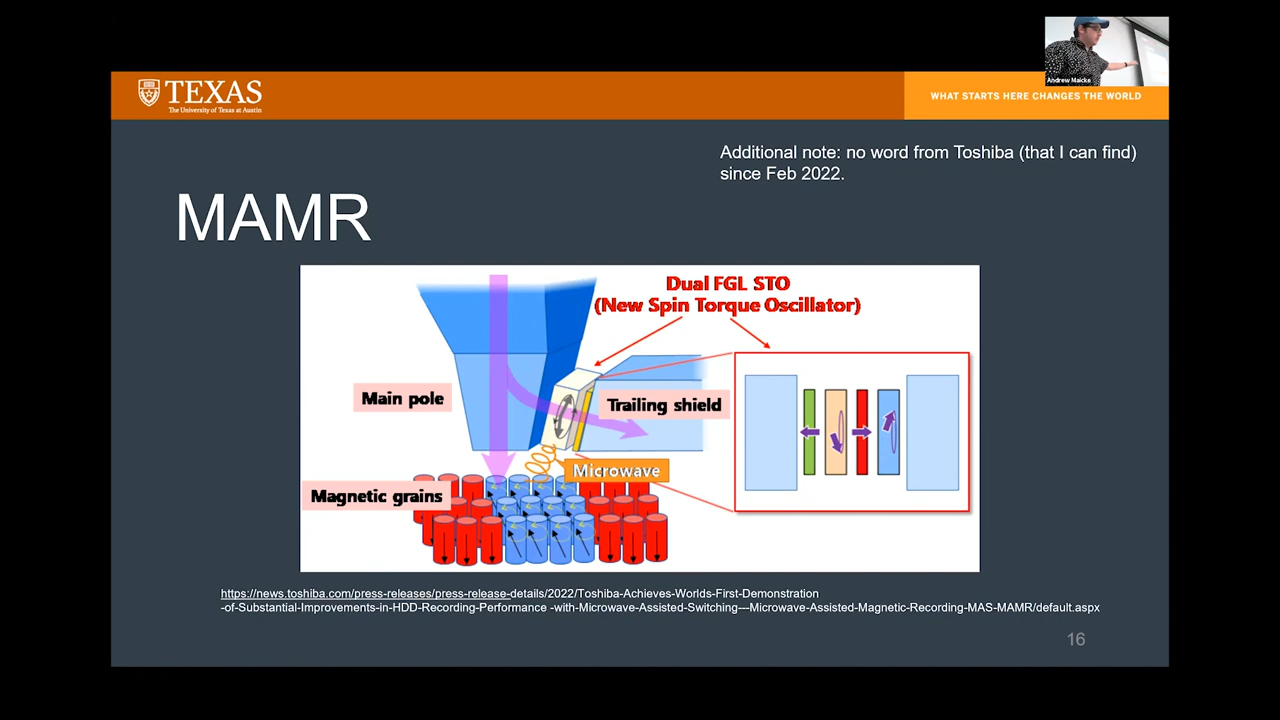 Andrew Maicke
TEXAS
The University of Texas at Austin
WHAT STARTS HERE CHANGES THE WORLD
Additional note: no word from Toshiba (that I can find)
since Feb 2022.
MAMR
Dual FGL STO
(New Spin Torque Oscillator)
Main pole
Trailing shield
Microwave
Magnetic grains
https://news.toshiba.com/press-releases/press-release-details/2022/Toshiba-Achieves-Worlds-First-Demonstration
-of-Substantial-Improvements-in-HDD-Recording-Performance -with-Microwave-Assisted-Switching---Microwave-Assisted-Magnetic-Recording-MAS-MAMR/default.aspx
16